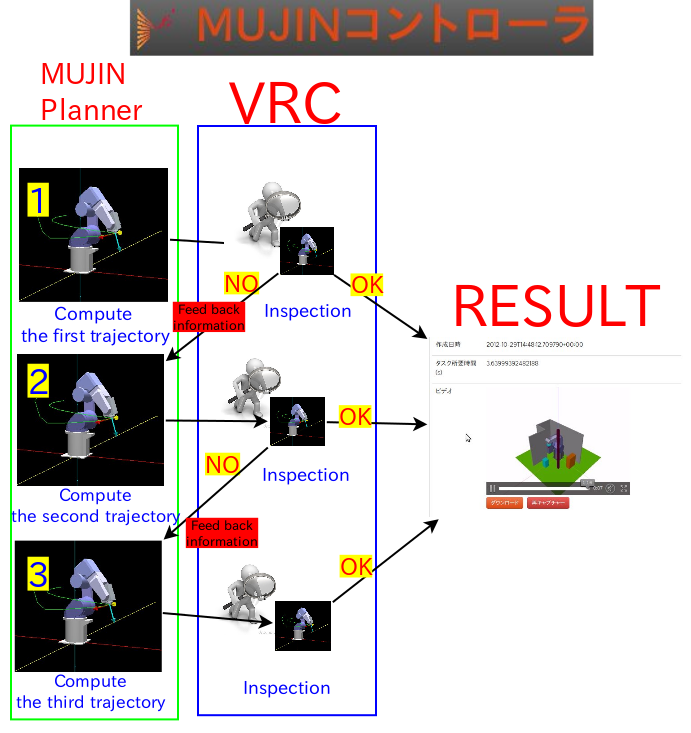 MUJINコントローラ
MUJIN
Planner
VRC
1
NO
OK
Feed back
information
Inspection
Compute
the first trajectory
RESULT
作成日時
2012-10-29T14:48:12.709790+00:00
タスク所要時間
(s)
3.63999392482188
ビデオ
2
OK
NO
Inspection
Compute
the second trajectory
Feed back
information
0:07
ダウンロード
再キャプチャー
3
OK
Compute
the third trajectory
Inspection